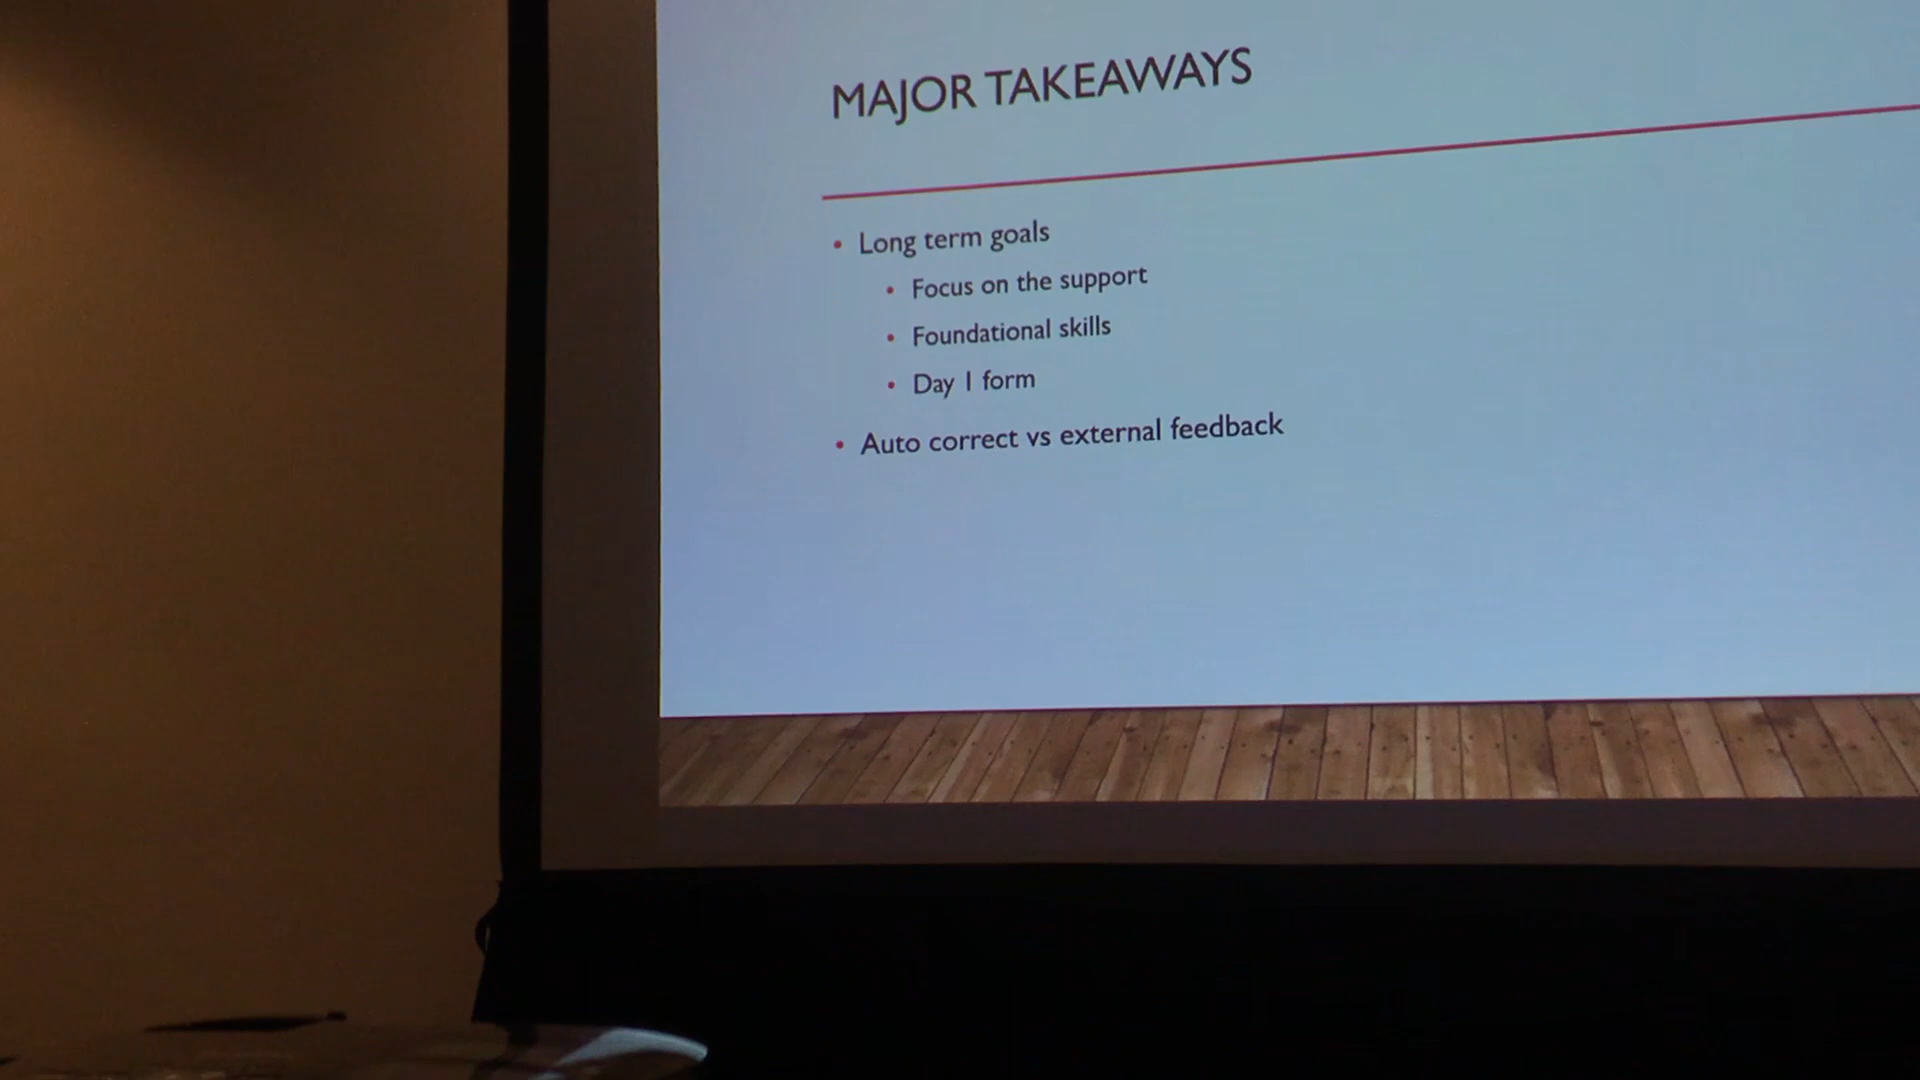 MAJOR TAKEAWAYS
• Long term goals
• Focus on the support
• Foundational skills
• Day 1 form
• Auto correct vs external feedback